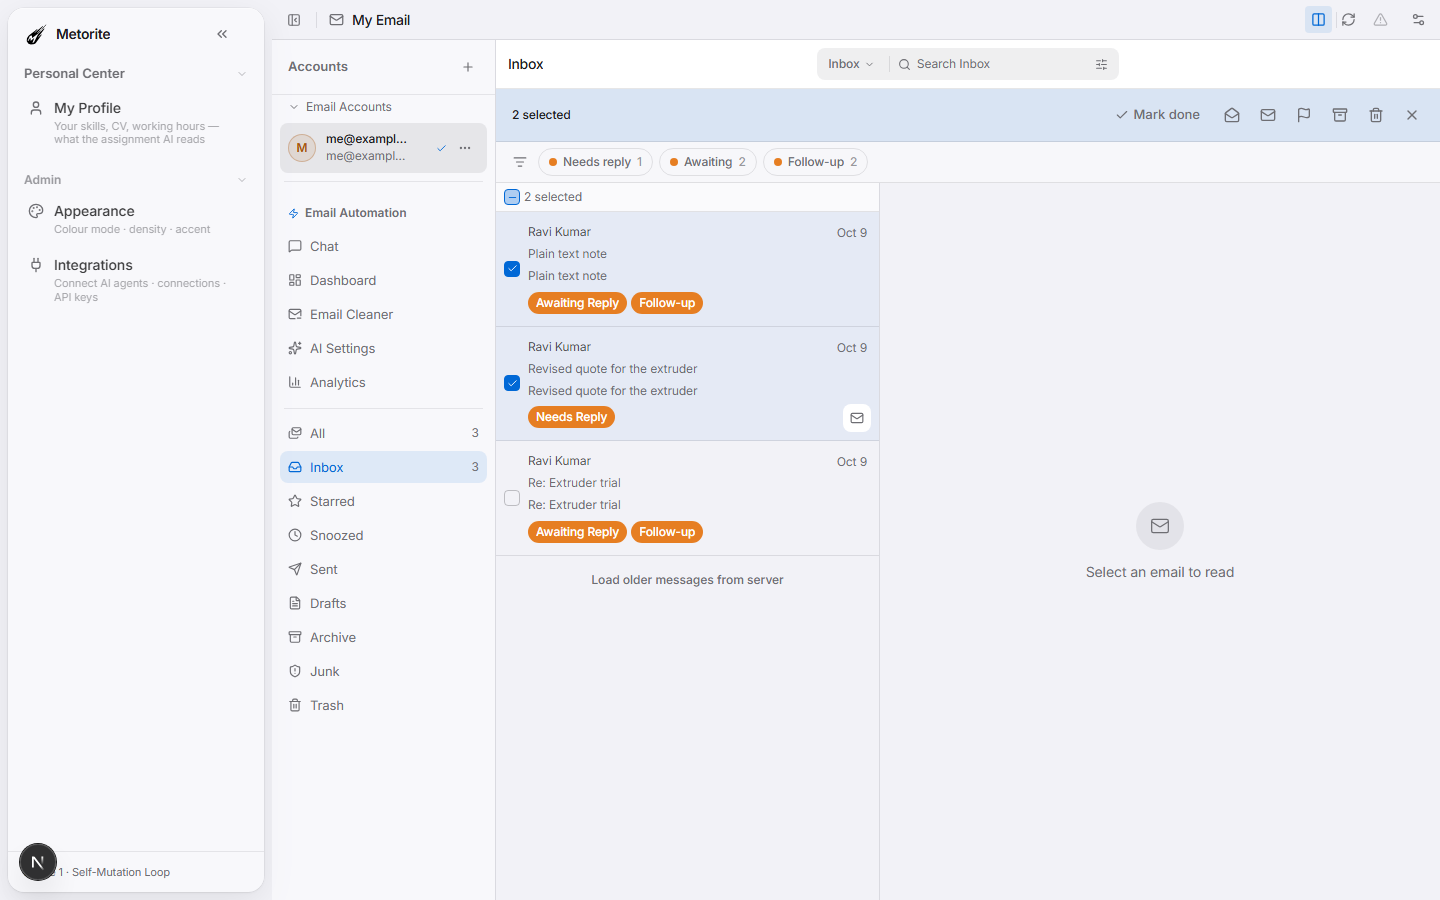 Metorite
Personal Center
My Profile
Your skills, CV, working hours —
what the assignment AI reads
Admin
Appearance
Colour mode · density · accent
Integrations
Connect AI agents · connections ·
API keys
N
1 · Self-Mutation Loop
My Email
Accounts
Email Accounts
M
me@exampl...
me@exampl...
Email Automation
Chat
Dashboard
Email Cleaner
AI Settings
Analytics
All 3
Inbox 3
Starred
Snoozed
Sent
Drafts
Archive
Junk
Trash
Inbox
Inbox
Search Inbox
2 selected
Mark done
Needs reply 1
Awaiting 2
Follow-up 2
2 selected
Ravi Kumar Oct 9
Plain text note
Plain text note
Awaiting Reply Follow-up
Ravi Kumar Oct 9
Revised quote for the extruder
Revised quote for the extruder
Needs Reply
Ravi Kumar Oct 9
Re: Extruder trial
Re: Extruder trial
Awaiting Reply Follow-up
Load older messages from server
Select an email to read